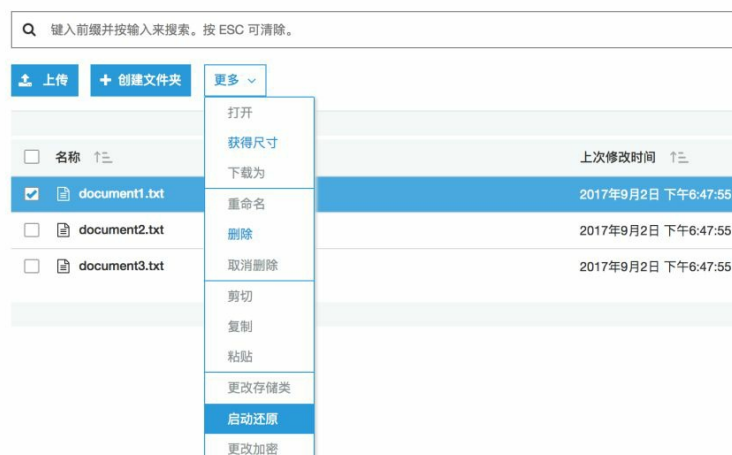 键入前缀并按输入来搜索。按 ESC 可清除。
上传 创建文件夹 更多
打开
获得尺寸
下载为
名称 上次修改时间
document1.txt 2017年9月2日 下午6:47:55
重命名
document2.txt 2017年9月2日 下午6:47:55
删除
document3.txt 2017年9月2日 下午6:47:55
取消删除
剪切
复制
粘贴
更改存储类
启动还原
更改加密